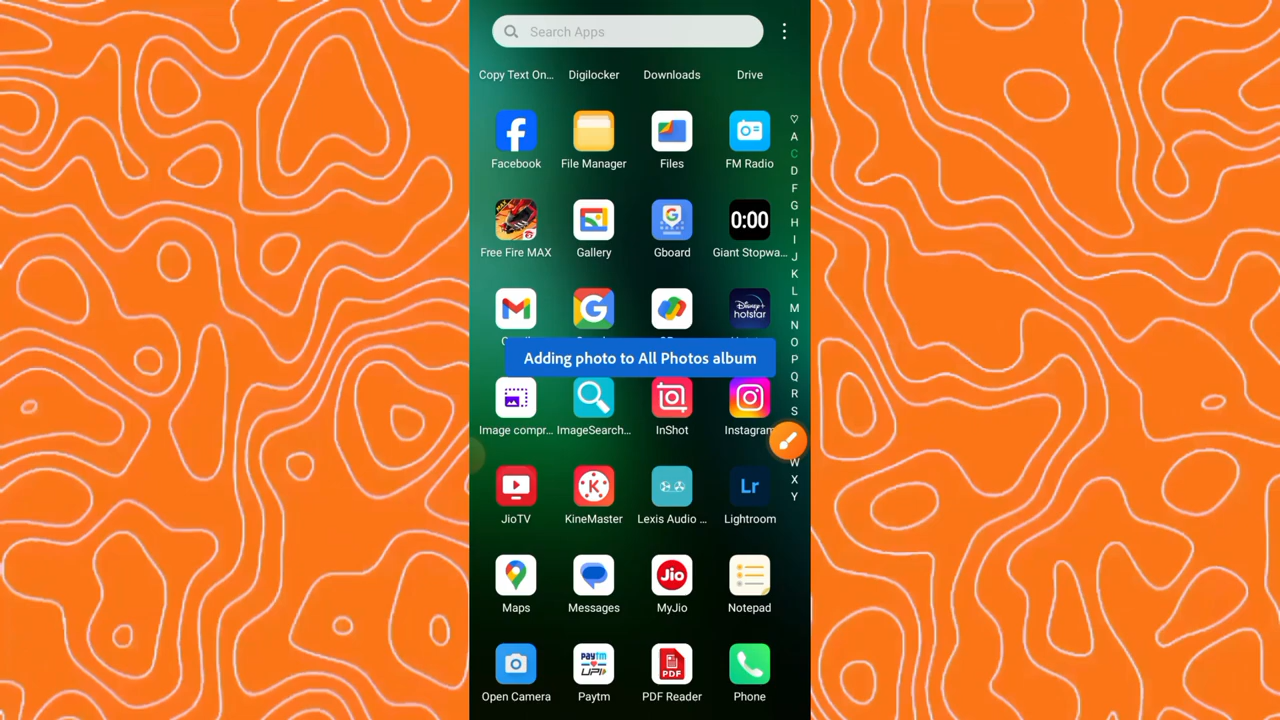 Search Apps
Copy Text On... Digilocker Downloads Drive
♡
A
C
D
F
G
H
I
J
K
L
M
N
O
P
Q
R
S
W
X
Y
Facebook File Manager Files FM Radio
0:00
Free Fire MAX Gallery Gboard Giant Stopwa...
Disney+
hotstar
Adding photo to All Photos album
Image compr... ImageSearch... InShot Instagram
K Lr
JioTV KineMaster Lexis Audio ... Lightroom
Jio
Maps Messages MyJio Notepad
paytm
UPI
PDF
Open Camera Paytm PDF Reader Phone